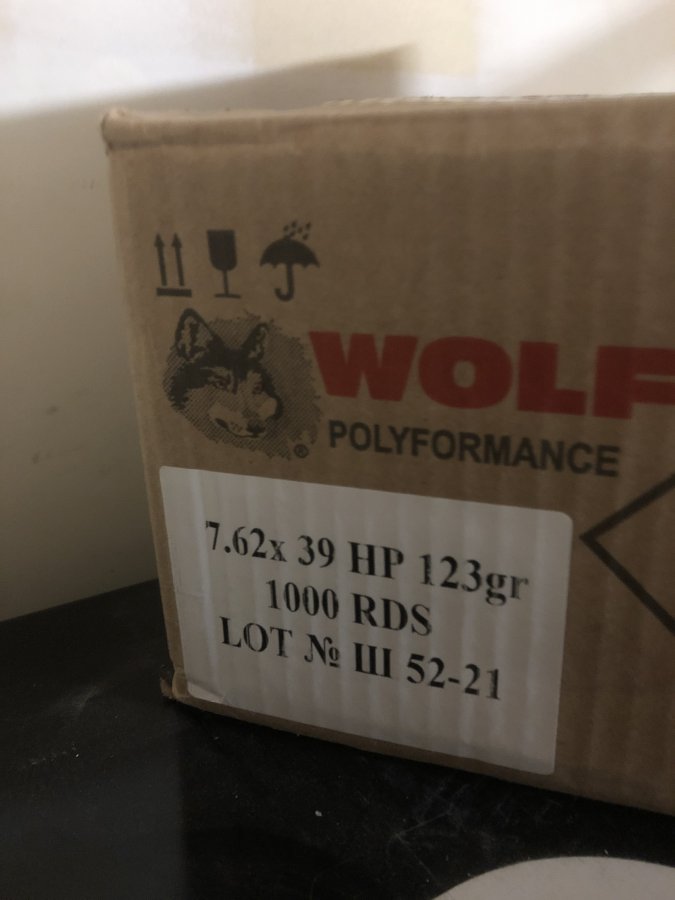 WOLF
POLYFORMANCE
®
7.62x 39 HP 123gr
1000 RDS
LOT № Ш 52-21